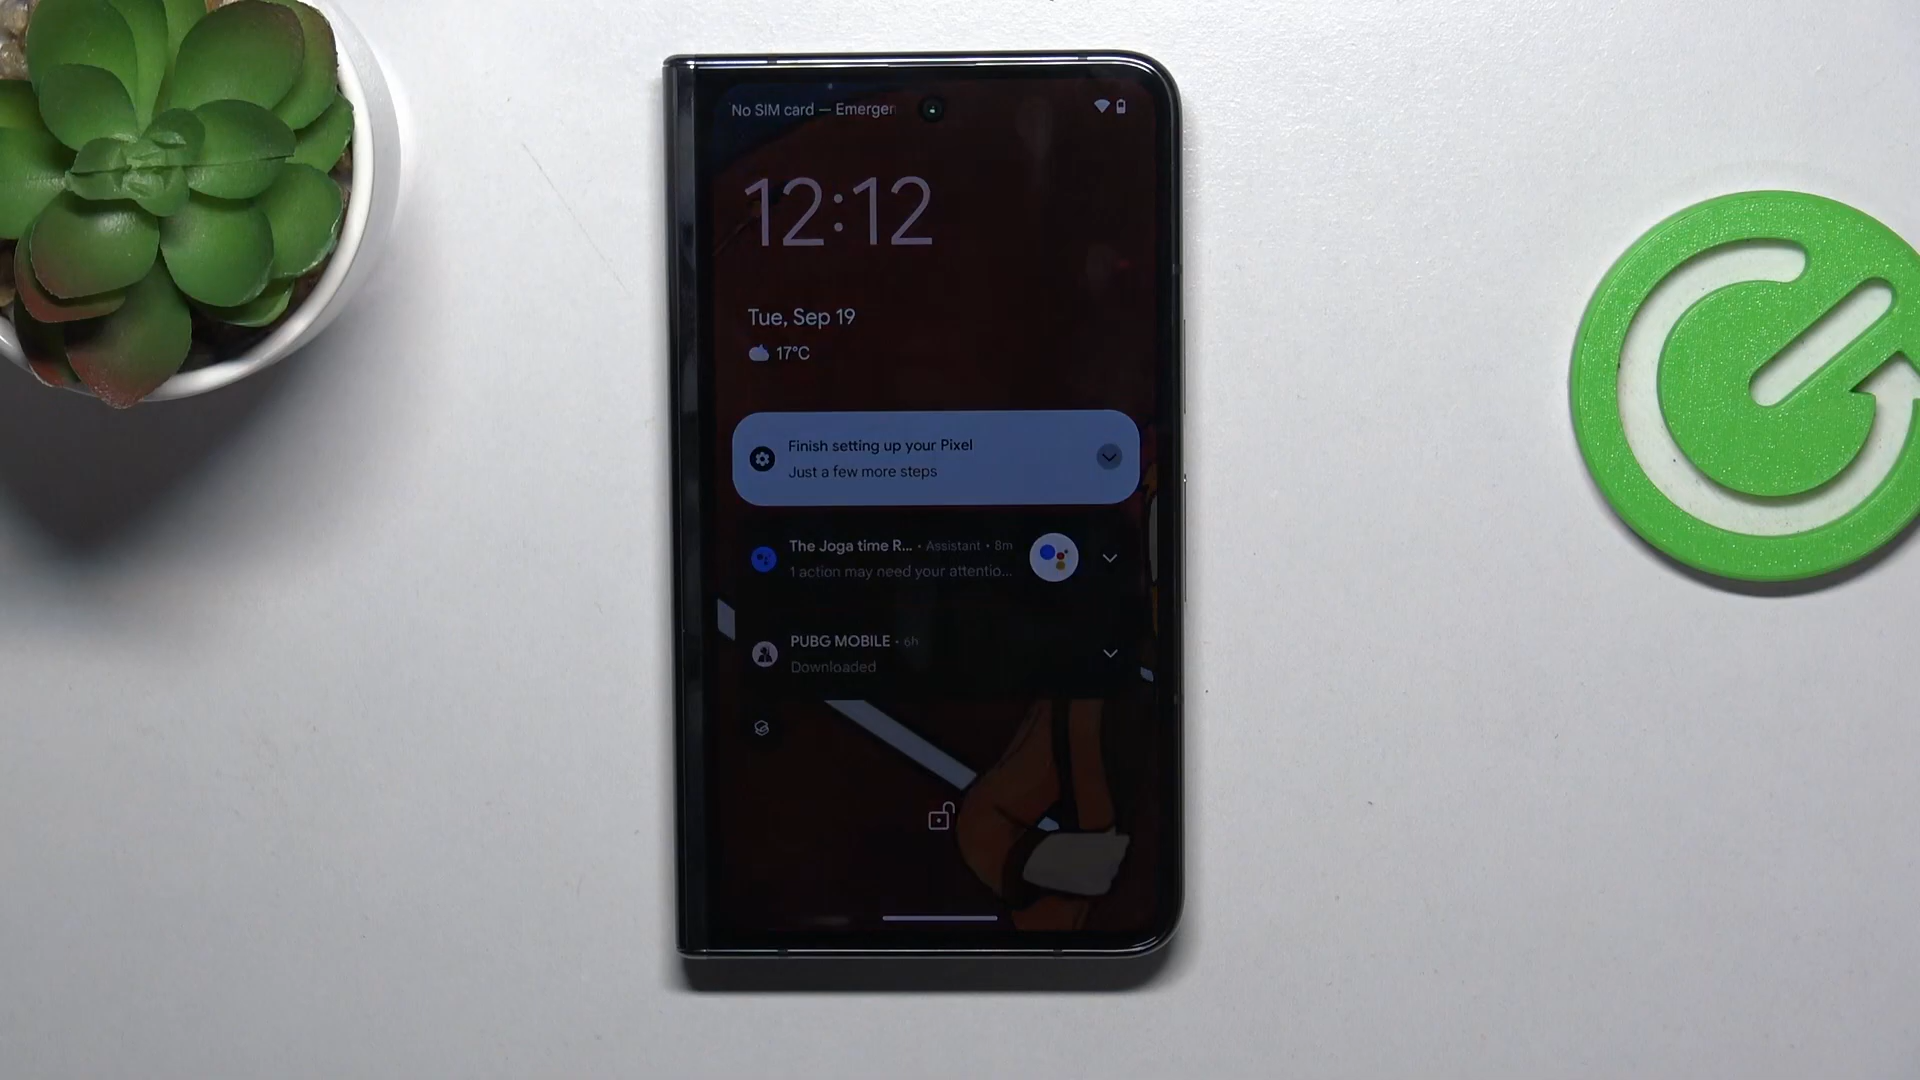 No SIM card — Emergen
12:12
Tue, Sep 19
17°C
Finish setting up your Pixel
Just a few more steps
The Joga time R... • Assistant • 8m
1 action may need your attentio...
PUBG MOBILE • 6h
Downloaded